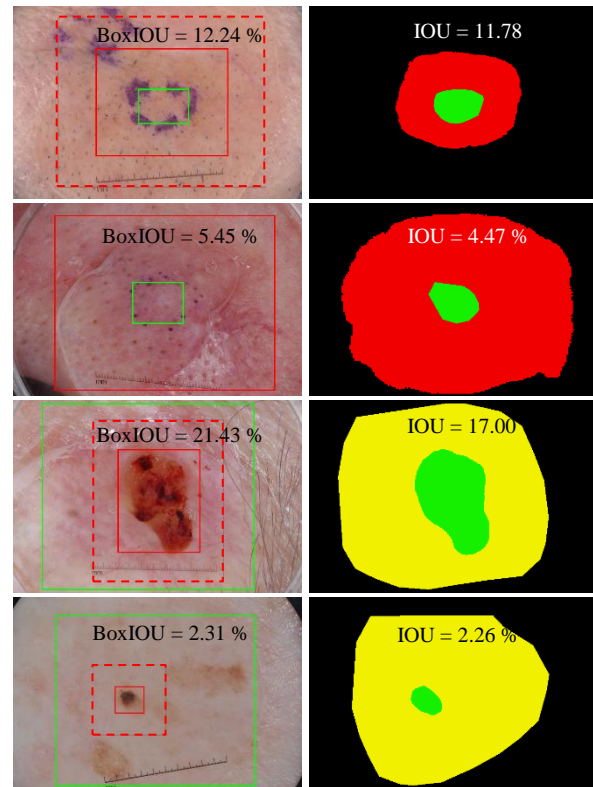 BoxIOU = 12.24 %
IOU = 11.78
BoxIOU = 5.45 %
IOU = 4.47 %
BoxIOU = 21.43 %
IOU = 17.00
BoxIOU = 2.31 %
IOU = 2.26 %